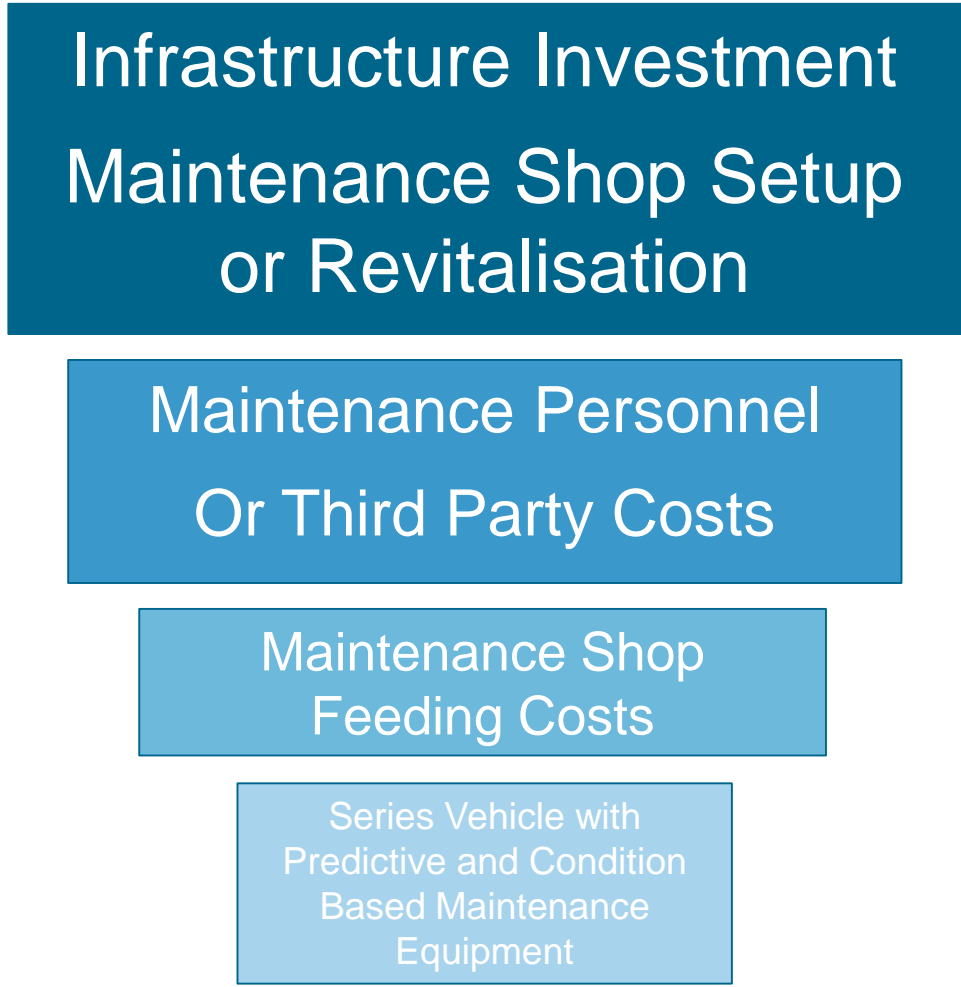 Infrastructure Investment
Maintenance Shop Setup
or Revitalisation
Maintenance Personnel
Or Third Party Costs
Maintenance Shop
Feeding Costs
Series Vehicle with
Predictive and Condition
Based Maintenance
Equipment